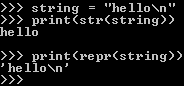 >>> string = "hello\n"
>>> print(str(string))
hello

>>> print(repr(string))
'hello\n'
>>>